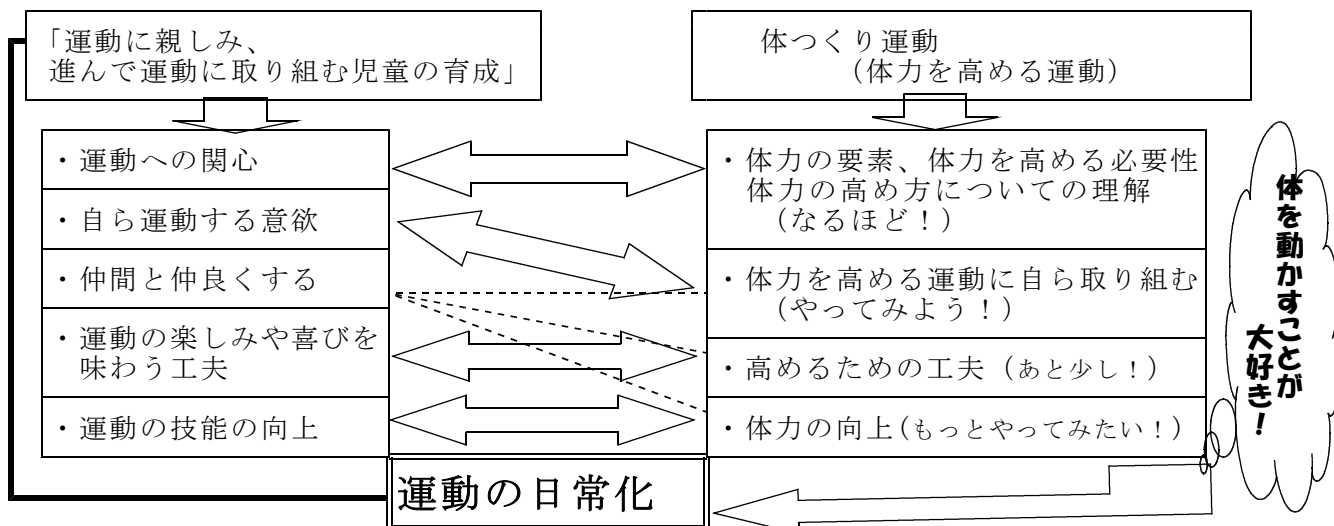 「運動に親しみ、
進んで運動に取り組む児童の育成」
体つくり運動
(体力を高める運動)
・運動への関心
・自ら運動する意欲
・仲間と仲良くする
・運動の楽しみや喜びを
味わう工夫
・運動の技能の向上
・体力の要素、体力を高める必要性
体力の高め方についての理解
(なるほど!)
・体力を高める運動に自ら取り組む
(やってみよう!)
・高めるための工夫(あと少し!)
・体力の向上(もっとやってみたい!)
体を動かすことが
大好き!
運動の日常化